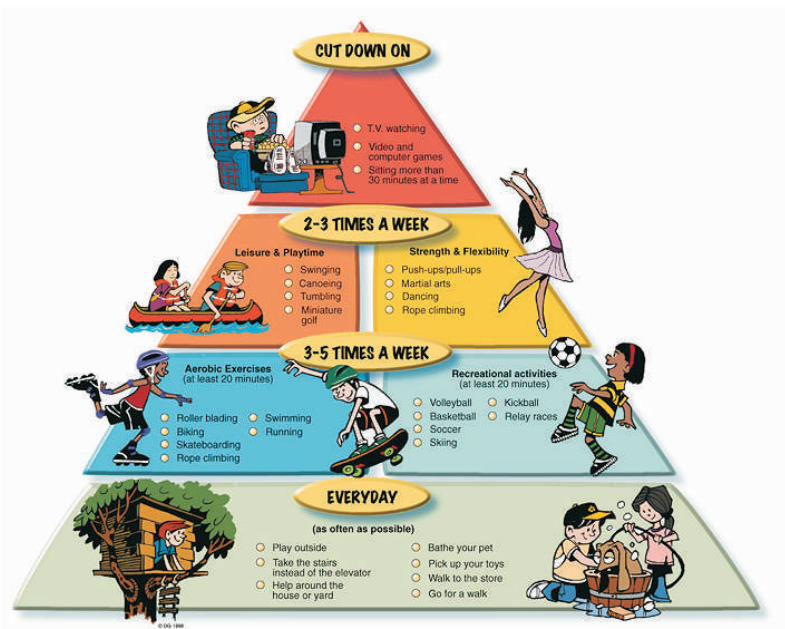 CUT DOWN ON
T.V. watching
Video and
computer games
Sitting more than
30 minutes at a time
2-3 TIMES A WEEK
Leisure & Playtime
Swinging
Canoeing
Tumbling
Miniature
golf
Strength & Flexibility
Push-ups/pull-ups
Martial arts
Dancing
Rope climbing
3-5 TIMES A WEEK
Aerobic Exercises
(at least 20 minutes)
Roller blading
Biking
Skateboarding
Rope climbing
Swimming
Running
Recreational activities
(at least 20 minutes)
Volleyball
Basketball
Soccer
Skiing
Kickball
Relay races
EVERYDAY
(as often as possible)
Play outside
Take the stairs
instead of the elevator
Help around the
house or yard
Bathe your pet
Pick up your toys
Walk to the store
Go for a walk